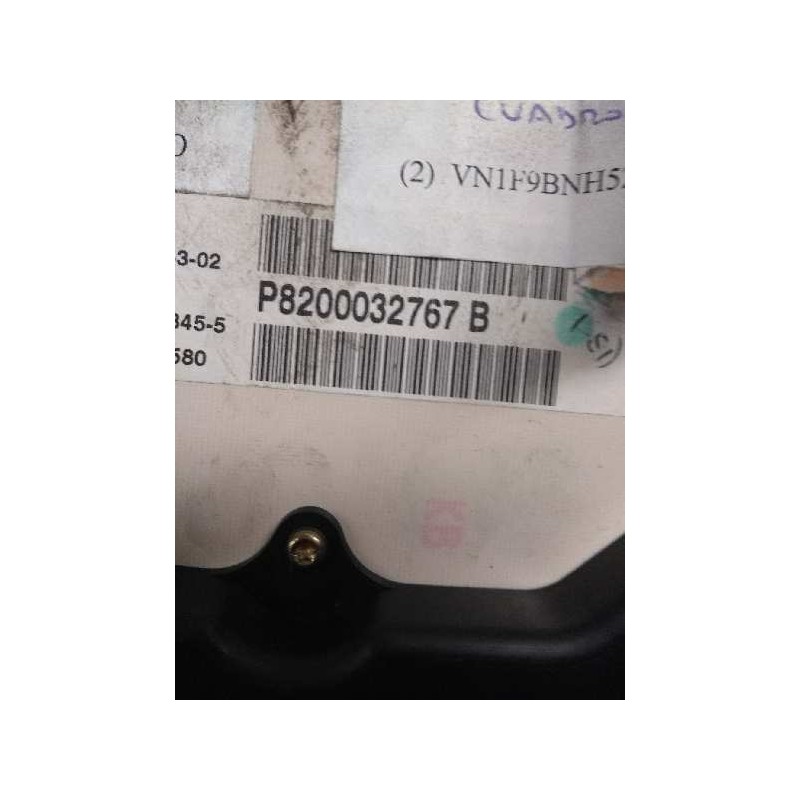 CUADRO
O
(2) VN1F9BNH5
3-02
P8200032767 B
345-5
580